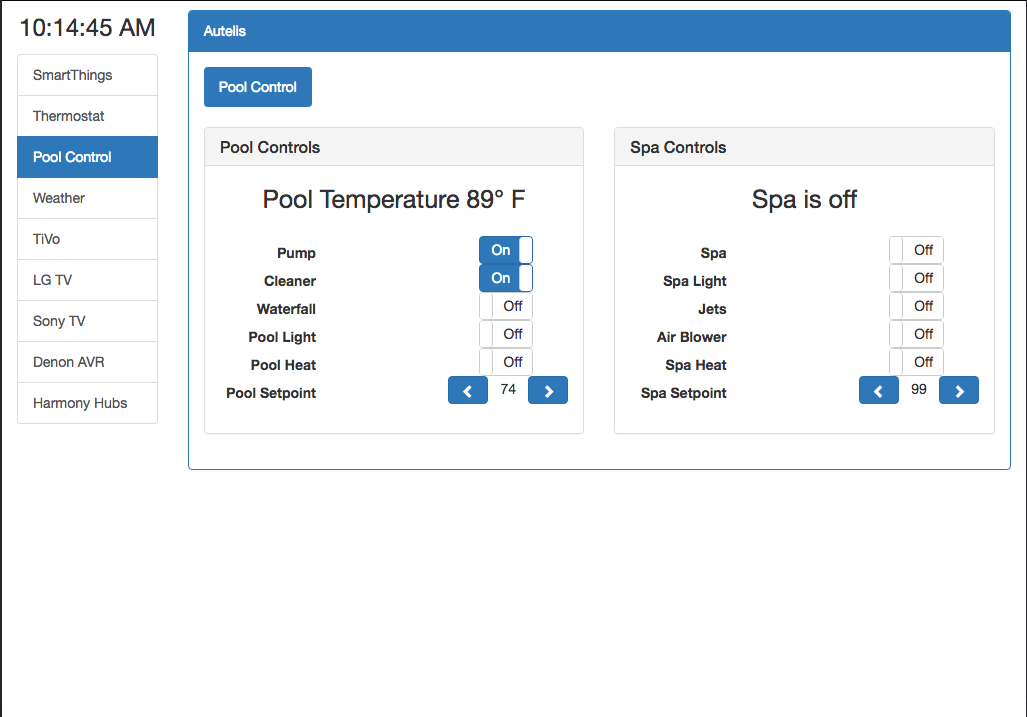 10:14:45 AM
SmartThings
Thermostat
Pool Control
Weather
TiVo
LG TV
Sony TV
Denon AVR
Harmony Hubs
Autelis
Pool Control
Pool Controls
Pool Temperature 89° F
Pump On
Cleaner On
Waterfall Off
Pool Light Off
Pool Heat Off
Pool Setpoint 74
Spa Controls
Spa is off
Spa Off
Spa Light Off
Jets Off
Air Blower Off
Spa Heat Off
Spa Setpoint 99